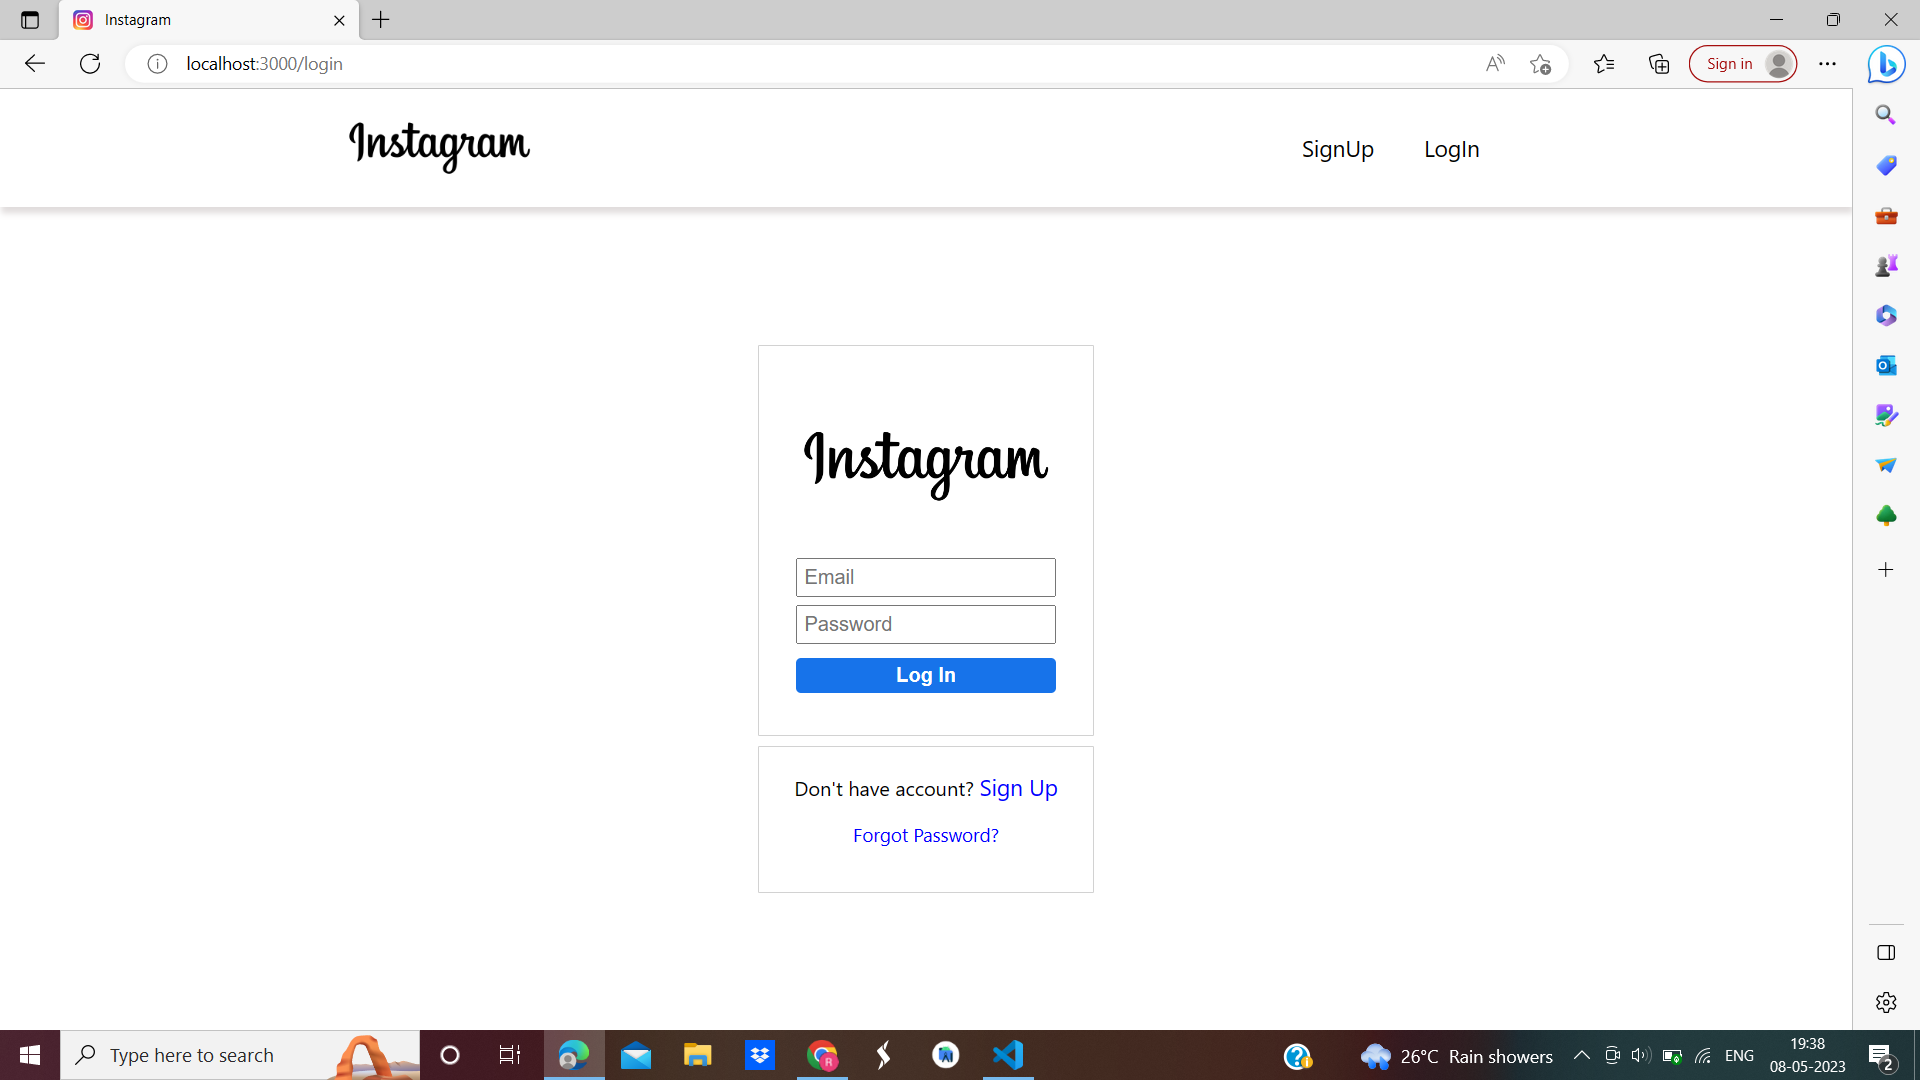 Instagram
localhost:3000/login
Sign in
Instagram
SignUp
LogIn
Instagram
Email
Password
Log In
Don't have account? Sign Up
Forgot Password?
Type here to search
26°C Rain showers
ENG
19:38
08-05-2023
2